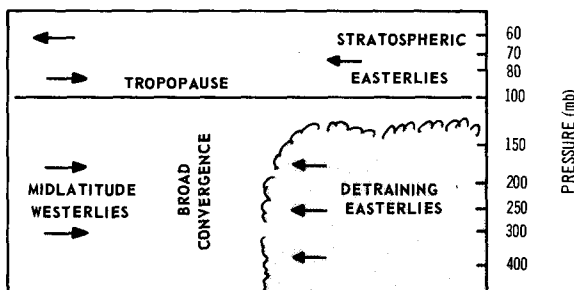 STRATOSPHERIC
EASTERLIES
TROPOPAUSE
MIDLATITUDE
WESTERLIES
BROAD
CONVERGENCE
DETRAINING
EASTERLIES
60
70
80
100
150
200
250
300
400
PRESSURE (mb)